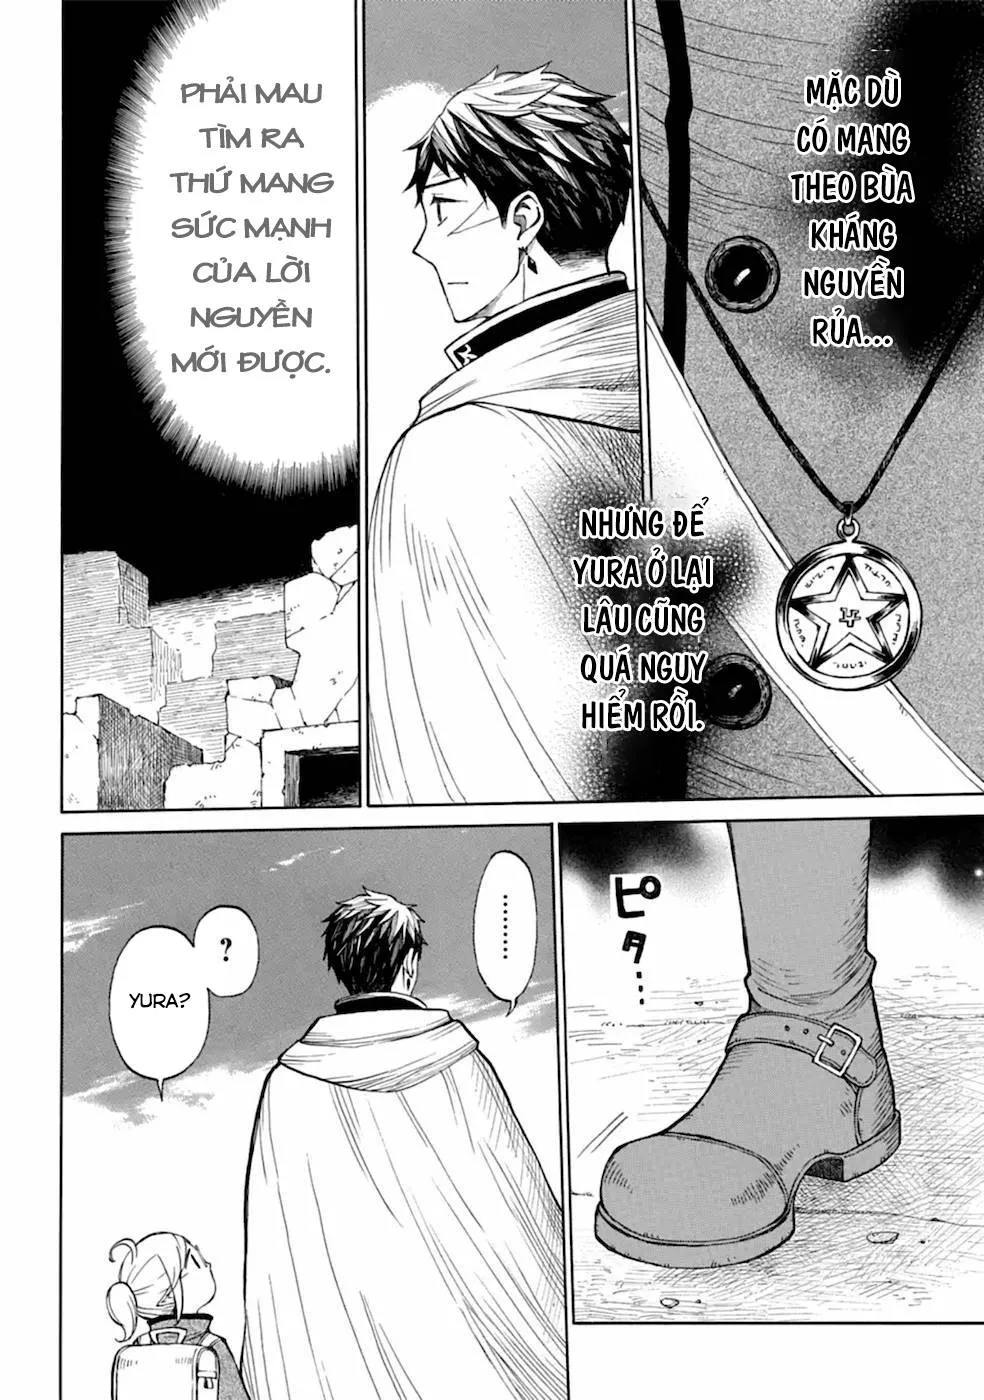 MẶC DÙ
CÓ MANG
THEO BÙA
KHÁNG
NGUYỀN
RỦA...
NHƯNG ĐỂ
YURA Ở LẠI
LÂU CŨNG
QUÁ NGUY
HIỂM RỒI.
PHẢI MAU
TÌM RA
THỨ MANG
SỨC MẠNH
CỦA LỜI
NGUYỀN
MỚI ĐƯỢC.
ピタ…
………
?
YURA?